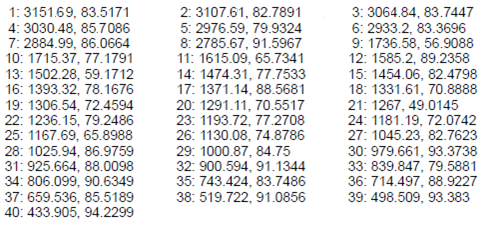 1: 3151.69, 83.5171 2: 3107.61, 82.7891 3: 3064.84, 83.7447
4: 3030.48, 85.7086 5: 2976.59, 79.9324 6: 2933.2, 83.3696
7: 2884.99, 86.0664 8: 2785.67, 91.5967 9: 1736.58, 56.9088
10: 1715.37, 77.1791 11: 1615.09, 65.7341 12: 1585.2, 89.2358
13: 1502.28, 59.1712 14: 1474.31, 77.7533 15: 1454.06, 82.4798
16: 1393.32, 78.1676 17: 1371.14, 88.5681 18: 1331.61, 70.8888
19: 1306.54, 72.4594 20: 1291.11, 70.5517 21: 1267, 49.0145
22: 1236.15, 79.2486 23: 1193.72, 77.2708 24: 1181.19, 72.0742
25: 1167.69, 65.8988 26: 1130.08, 74.8786 27: 1045.23, 82.7623
28: 1025.94, 86.9759 29: 1000.87, 84.75 30: 979.661, 93.3738
31: 925.664, 88.0098 32: 900.594, 91.1344 33: 839.847, 79.5881
34: 806.099, 90.6349 35: 743.424, 83.7486 36: 714.497, 88.9227
37: 659.536, 85.5189 38: 519.722, 91.0856 39: 498.509, 93.383
40: 433.905, 94.2299